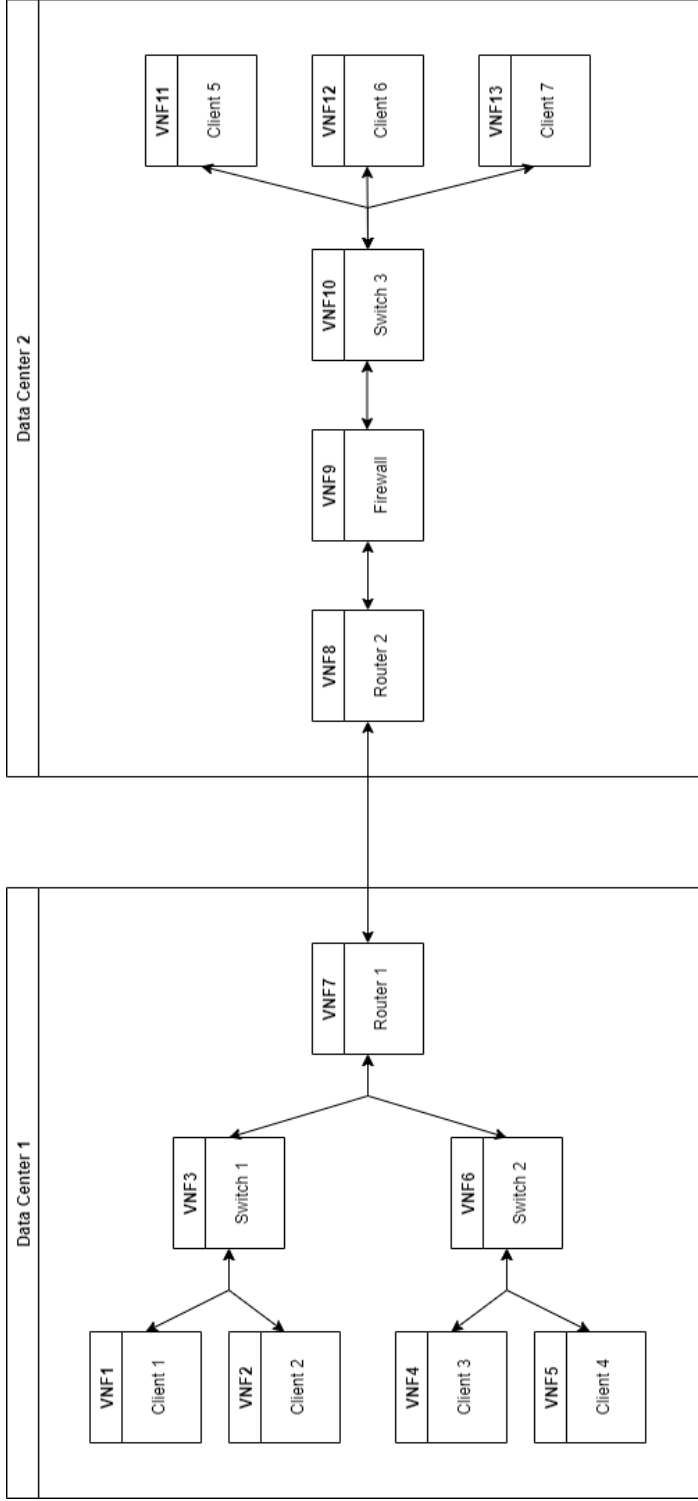 Data Center 1
VNF1
Client 1
VNF2
Client 2
VNF4
Client 3
VNF5
Client 4
VNF3
Switch 1
VNF6
Switch 2
VNF7
Router 1
Data Center 2
VNF8
Router 2
VNF9
Firewall
VNF10
Switch 3
VNF11
Client 5
VNF12
Client 6
VNF13
Client 7